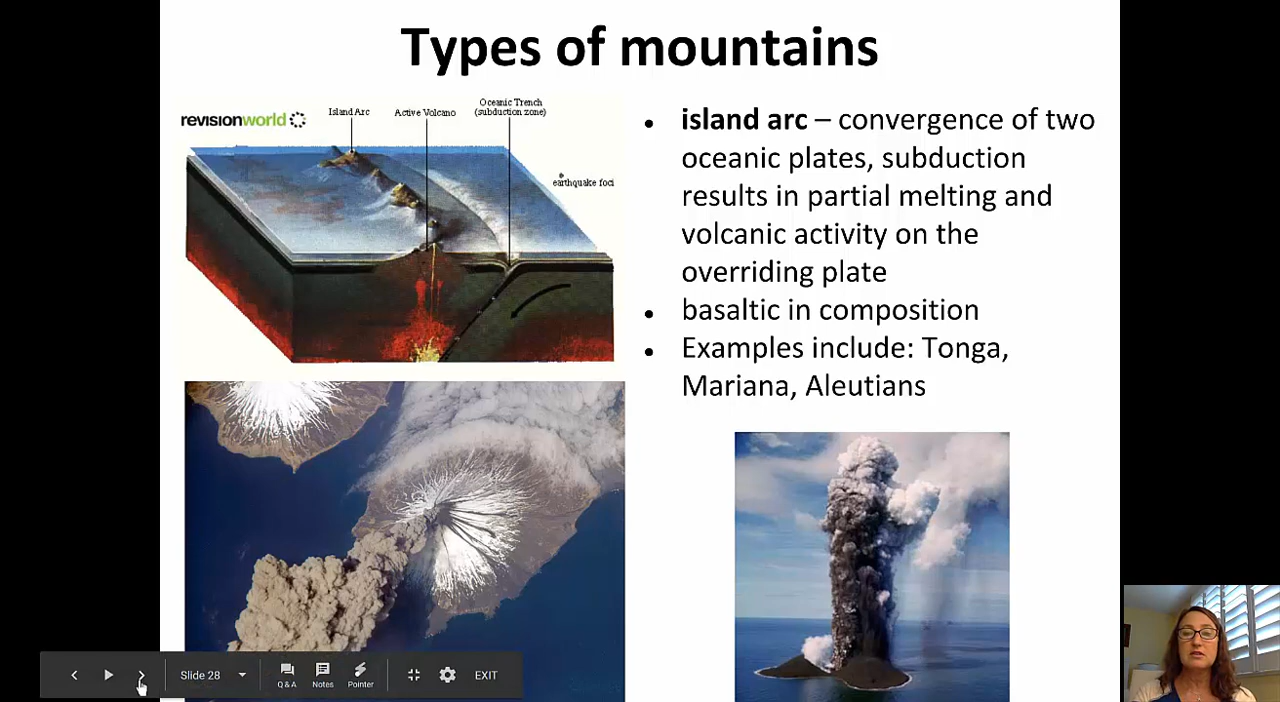 Types of mountains
revisionworld
Island Arc
Active Volcano
Oceanic Trench
(subduction zone)
earthquake foci
• island arc – convergence of two
oceanic plates, subduction
results in partial melting and
volcanic activity on the
overriding plate
• basaltic in composition
• Examples include: Tonga,
Mariana, Aleutians
Slide 28
Q & A
Notes
Pointer
EXIT